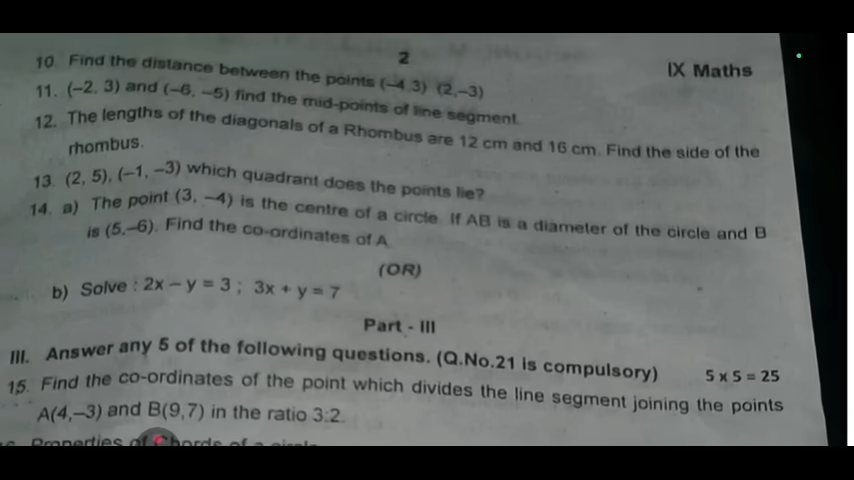 2
IX Maths
10. Find the distance between the points (–4,3) (2,–3)
11. (–2, 3) and (–6, –5) find the mid-points of line segment.
12. The lengths of the diagonals of a Rhombus are 12 cm and 16 cm. Find the side of the
rhombus.
13. (2, 5), (–1, –3) which quadrant does the points lie?
14. a) The point (3, –4) is the centre of a circle. If AB is a diameter of the circle and B
is (5,–6). Find the co-ordinates of A.
(OR)
b) Solve : 2x – y = 3 ; 3x + y = 7
Part - III
III. Answer any 5 of the following questions. (Q.No.21 is compulsory) 5 x 5 = 25
15. Find the co-ordinates of the point which divides the line segment joining the points
A(4,–3) and B(9,7) in the ratio 3:2.
Properties of Chords of a circle